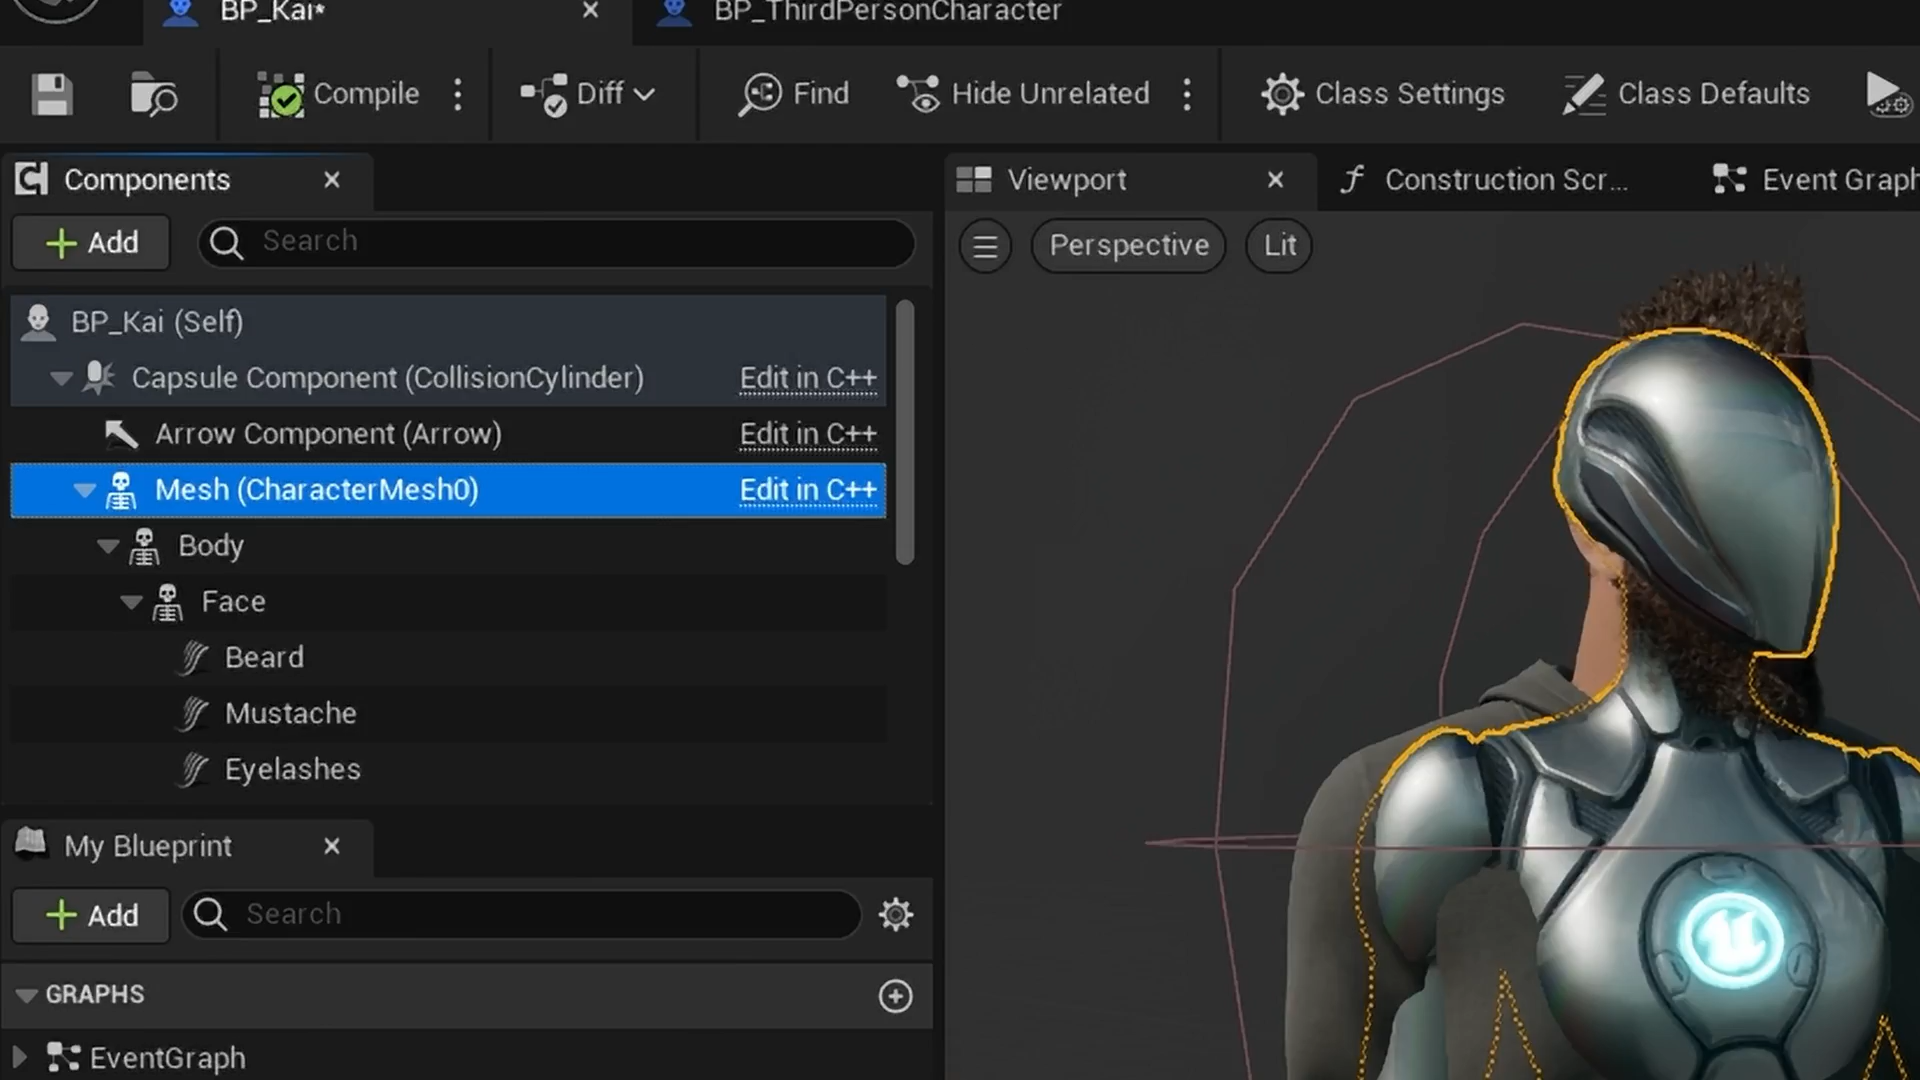 BP_Kai*
BP_ThirdPersonCharacter
Compile
Diff
Find
Hide Unrelated
Class Settings
Class Defaults
Components
Viewport
Construction Scr...
Event Graph
Add
Search
Perspective
Lit
BP_Kai (Self)
Capsule Component (CollisionCylinder)
Edit in C++
Arrow Component (Arrow)
Edit in C++
Mesh (CharacterMesh0)
Edit in C++
Body
Face
Beard
Mustache
Eyelashes
My Blueprint
Add
Search
GRAPHS
EventGraph